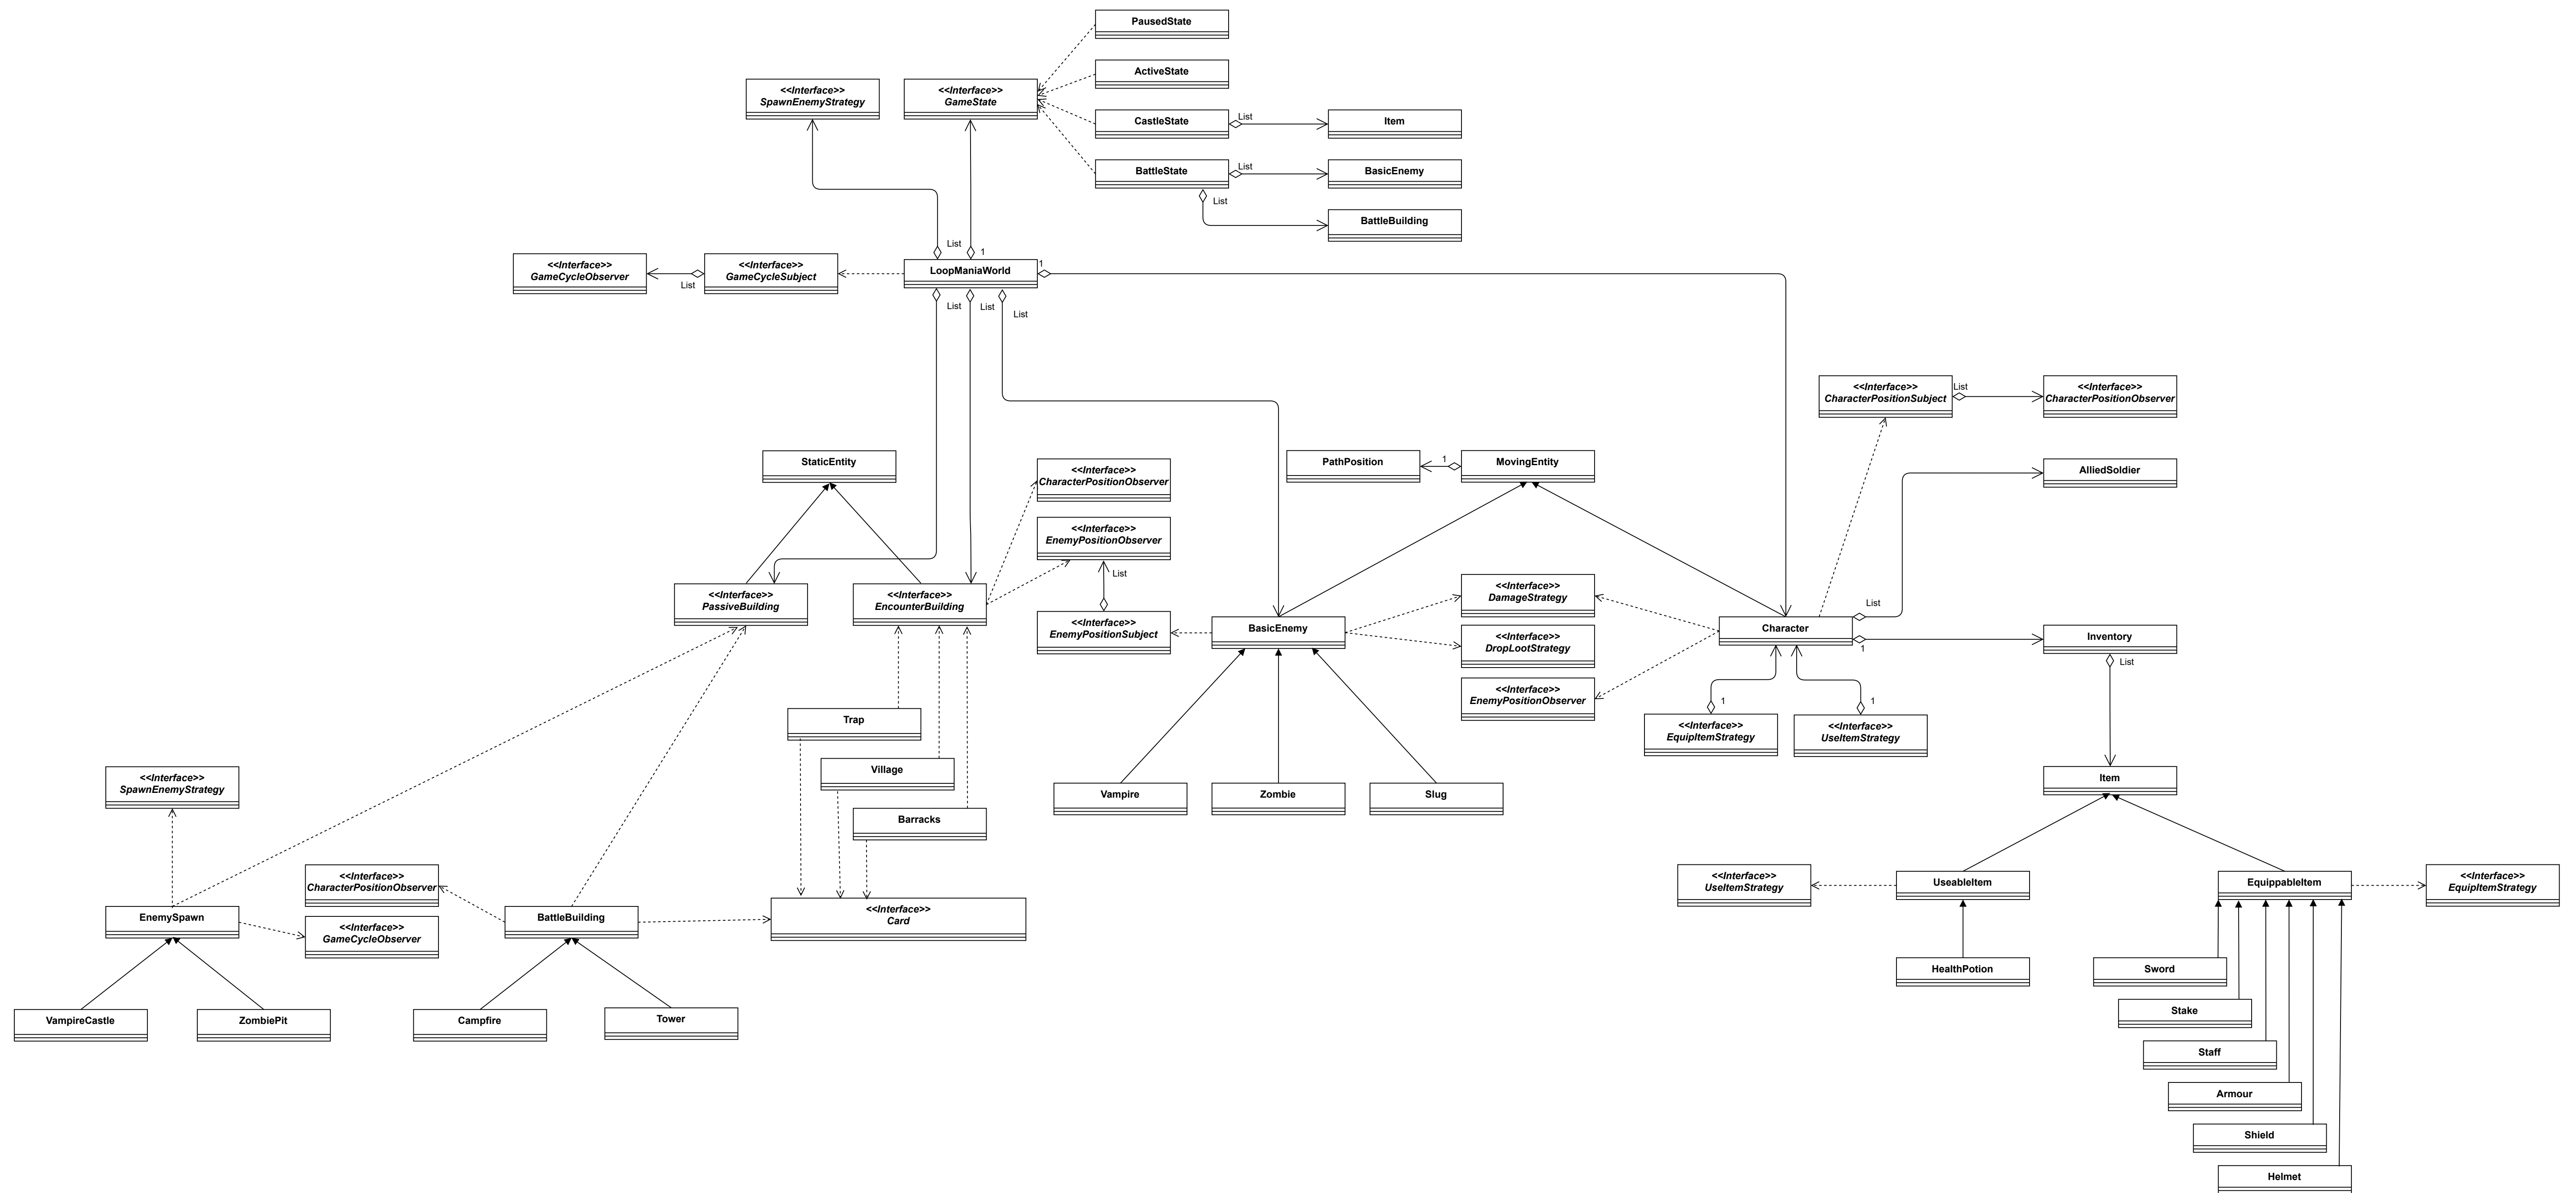 PausedState
ActiveState
<<Interface>>
SpawnEnemyStrategy
<<Interface>>
GameState
CastleState
List
Item
BattleState
List
BasicEnemy
List
BattleBuilding
List
1
<<Interface>>
GameCycleObserver
List
<<Interface>>
GameCycleSubject
LoopManiaWorld
1
List
List
List
<<Interface>>
CharacterPositionSubject
List
<<Interface>>
CharacterPositionObserver
StaticEntity
<<Interface>>
CharacterPositionObserver
PathPosition
1
MovingEntity
AlliedSoldier
<<Interface>>
EnemyPositionObserver
List
<<Interface>>
PassiveBuilding
<<Interface>>
EncounterBuilding
<<Interface>>
EnemyPositionSubject
BasicEnemy
<<Interface>>
DamageStrategy
<<Interface>>
DropLootStrategy
<<Interface>>
EnemyPositionObserver
Character
List
1
Inventory
List
1
1
<<Interface>>
EquipItemStrategy
<<Interface>>
UseItemStrategy
Trap
Village
Barracks
Vampire
Zombie
Slug
Item
<<Interface>>
SpawnEnemyStrategy
<<Interface>>
CharacterPositionObserver
<<Interface>>
GameCycleObserver
EnemySpawn
BattleBuilding
<<Interface>>
Card
<<Interface>>
UseItemStrategy
UseableItem
EquippableItem
<<Interface>>
EquipItemStrategy
VampireCastle
ZombiePit
Campfire
Tower
HealthPotion
Sword
Stake
Staff
Armour
Shield
Helmet